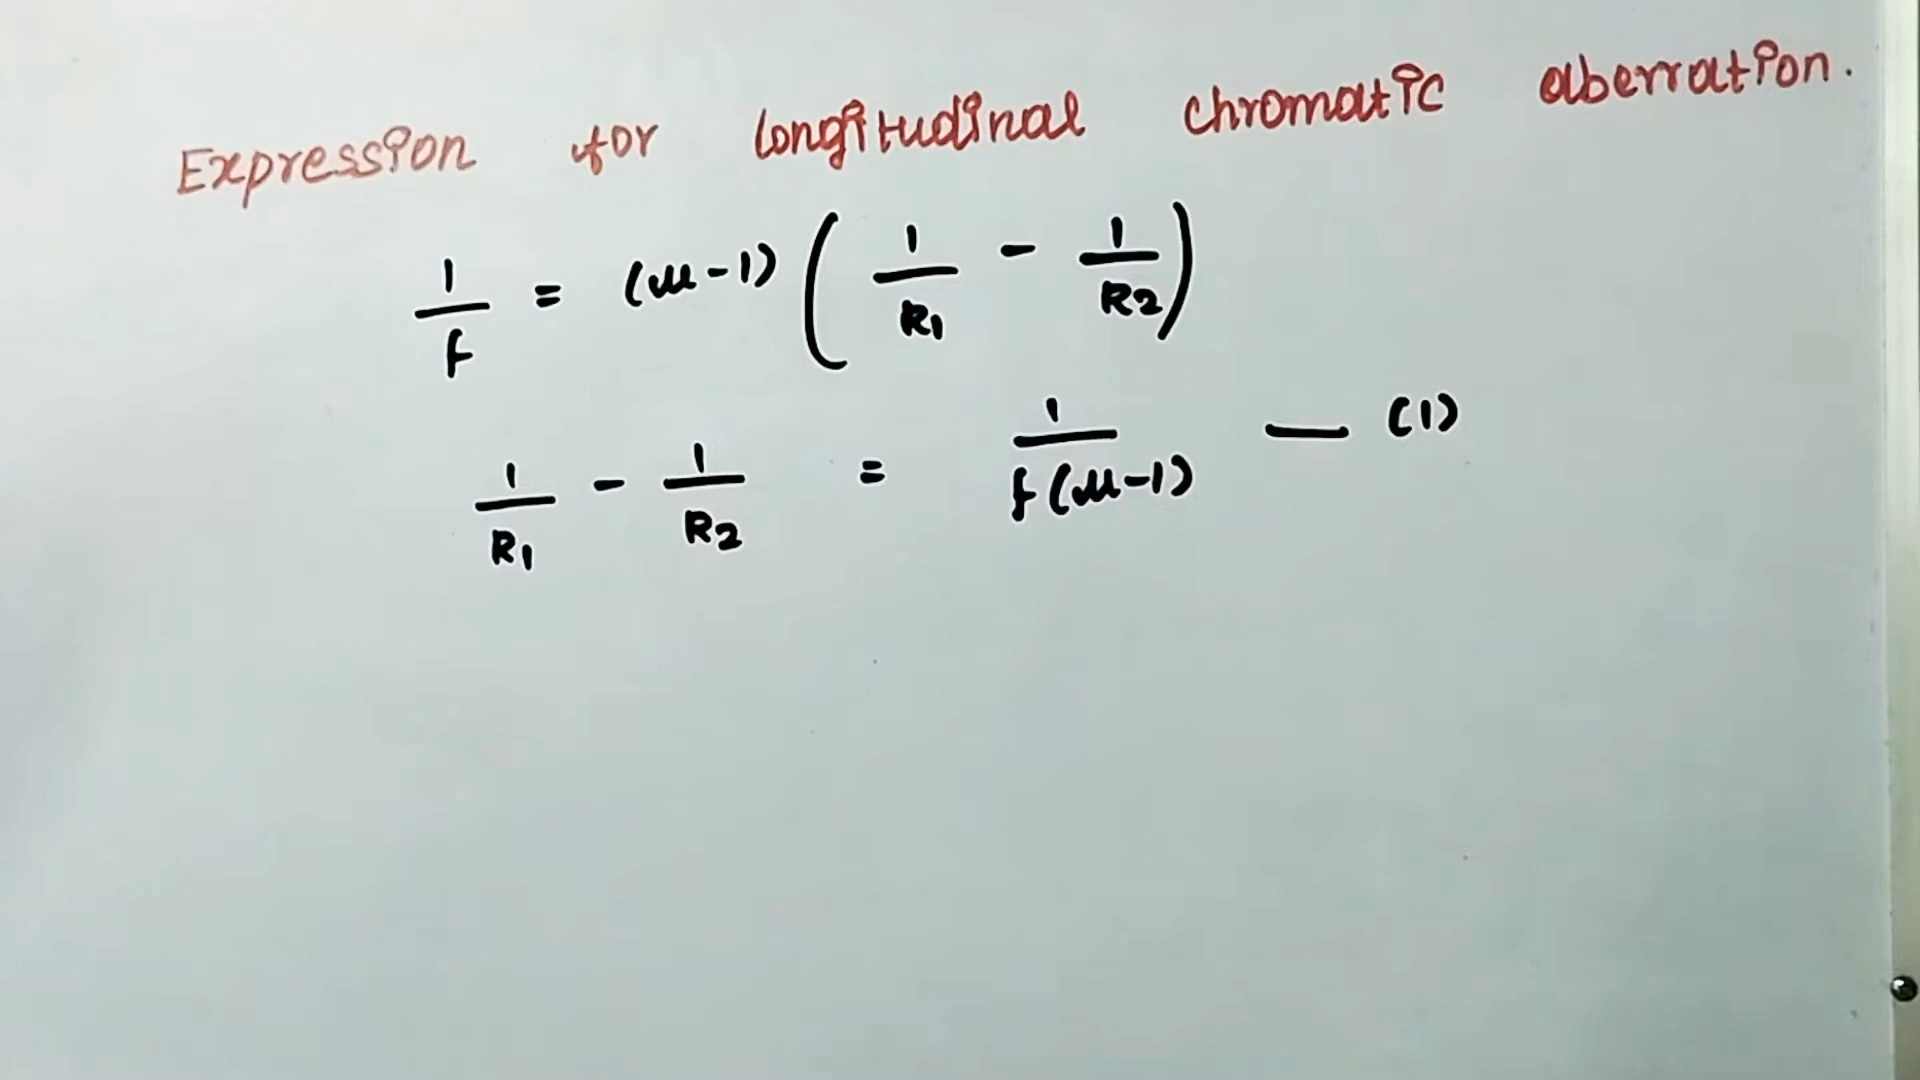 Expression for longitudinal chromatic aberration.
1/f = (μ-1) ( 1/R1 - 1/R2 )
1/R1 - 1/R2 = 1/f(μ-1) — (1)